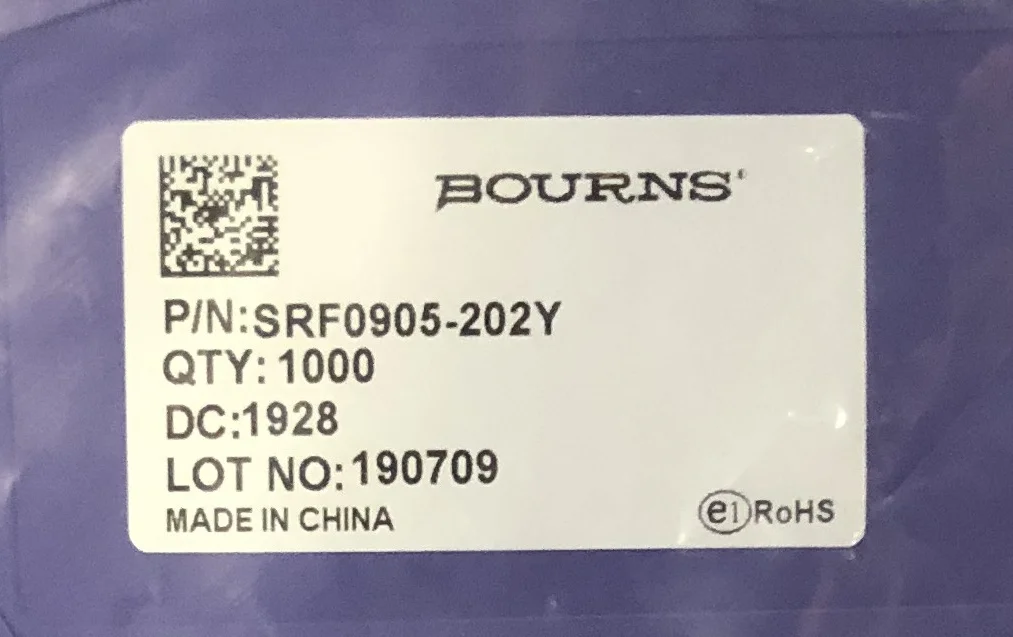 BOURNS
P/N:SRF0905-202Y
QTY: 1000
DC:1928
LOT NO:190709
MADE IN CHINA
e1 RoHS